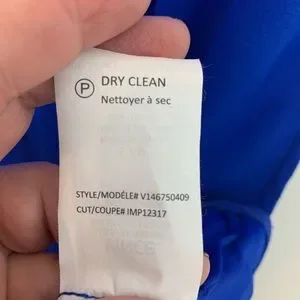 P DRY CLEAN
Nettoyer à sec
STYLE/MODÈLE# V146750409
CUT/COUPE# IMP12317